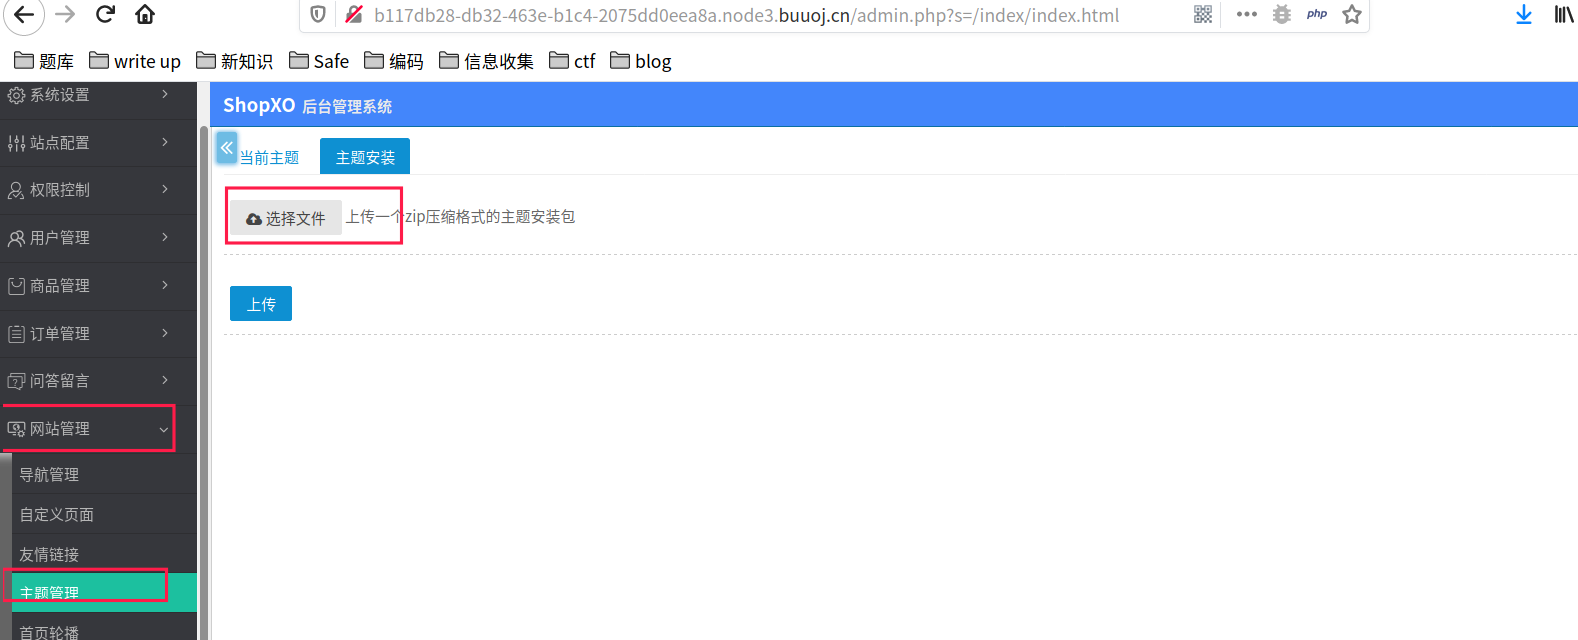 b117db28-db32-463e-b1c4-2075dd0eea8a.node3.buuoj.cn/admin.php?s=/index/index.html
php
题库 write up 新知识 Safe 编码 信息收集 ctf blog
系统设置
站点配置
权限控制
用户管理
商品管理
订单管理
问答留言
网站管理
导航管理
自定义页面
友情链接
主题管理
首页轮播
ShopXO 后台管理系统
当前主题 主题安装
选择文件 上传一个zip压缩格式的主题安装包
上传